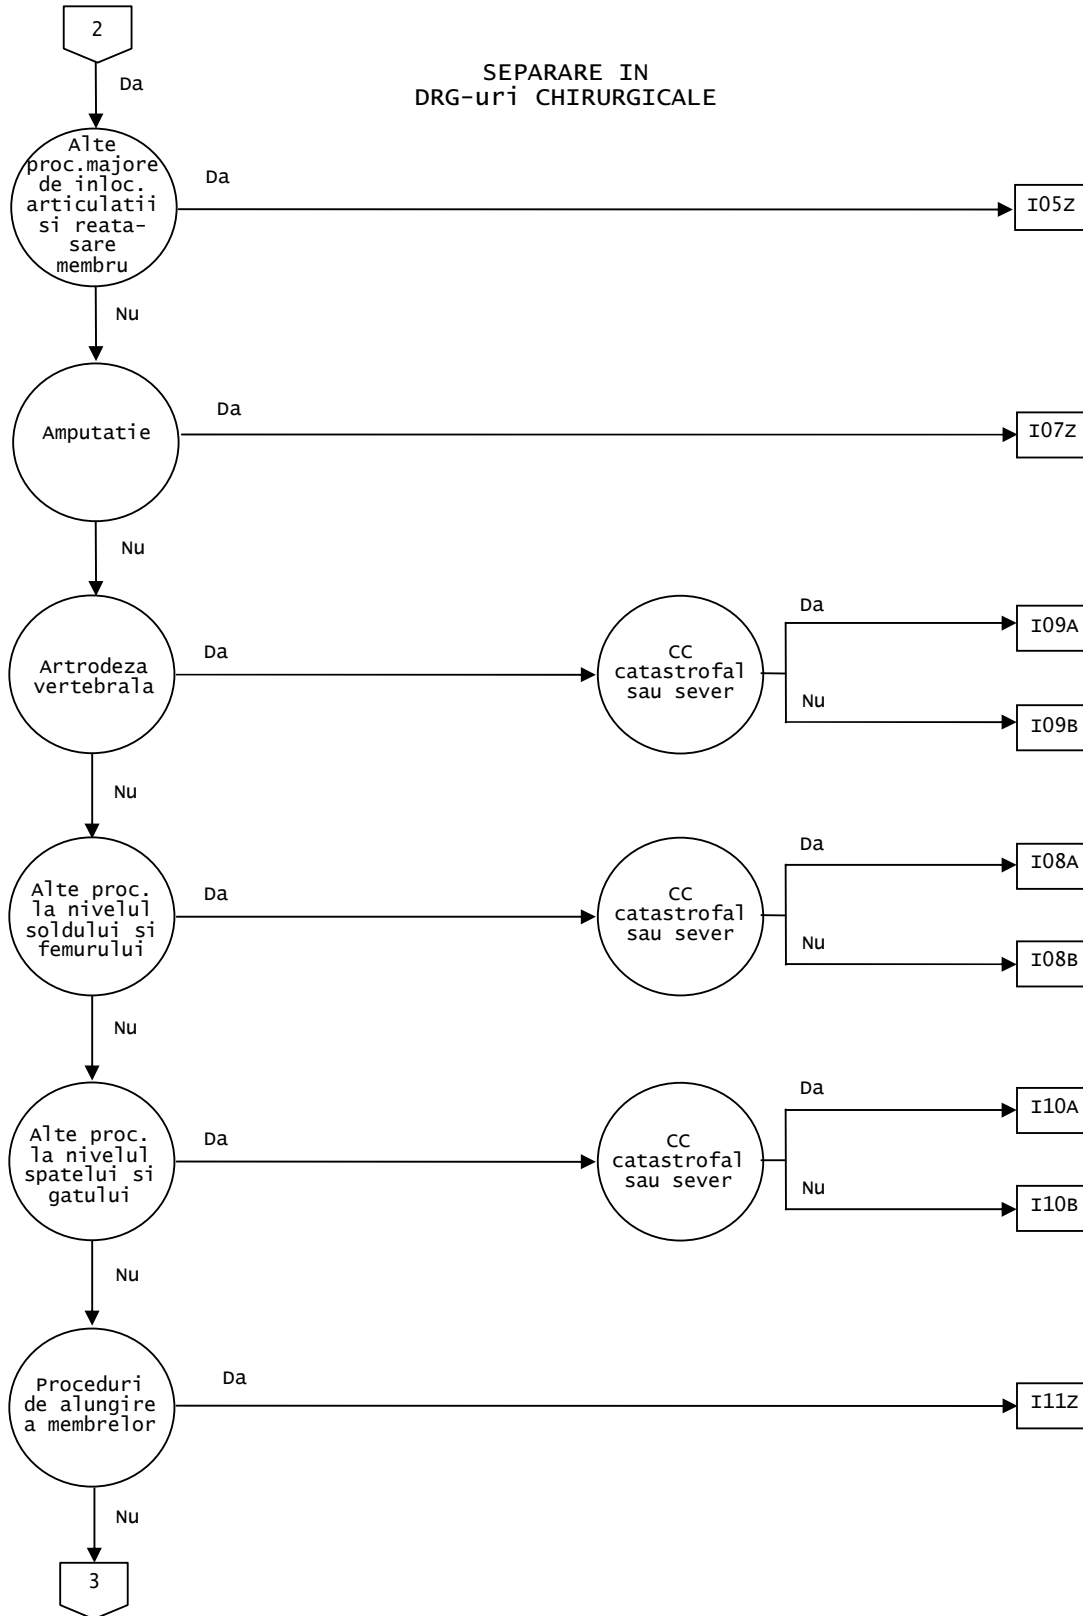 2
Da
SEPARARE IN
DRG-uri CHIRURGICALE
Alte
proc.majore
de inloc.
articulatii
si reata-
sare
membru
Da
I05Z
Nu
Amputatie
Da
I07Z
Nu
Artrodeza
vertebrala
Da
CC
catastrofal
sau sever
Da
I09A
Nu
I09B
Nu
Alte proc.
la nivelul
soldului si
femurului
Da
CC
catastrofal
sau sever
Da
I08A
Nu
I08B
Nu
Alte proc.
la nivelul
spatelui si
gatului
Da
CC
catastrofal
sau sever
Da
I10A
Nu
I10B
Nu
Proceduri
de alungire
a membrelor
Da
I11Z
Nu
3